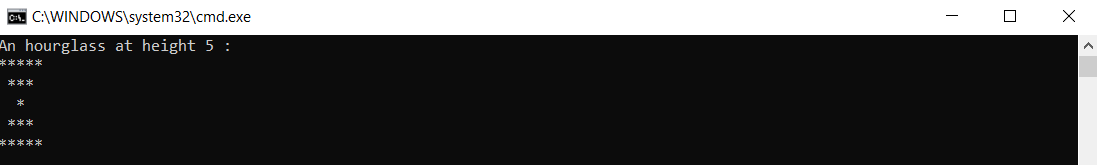 C:\WINDOWS\system32\cmd.exe
An hourglass at height 5 :
*****
 ***
  *
 ***
*****